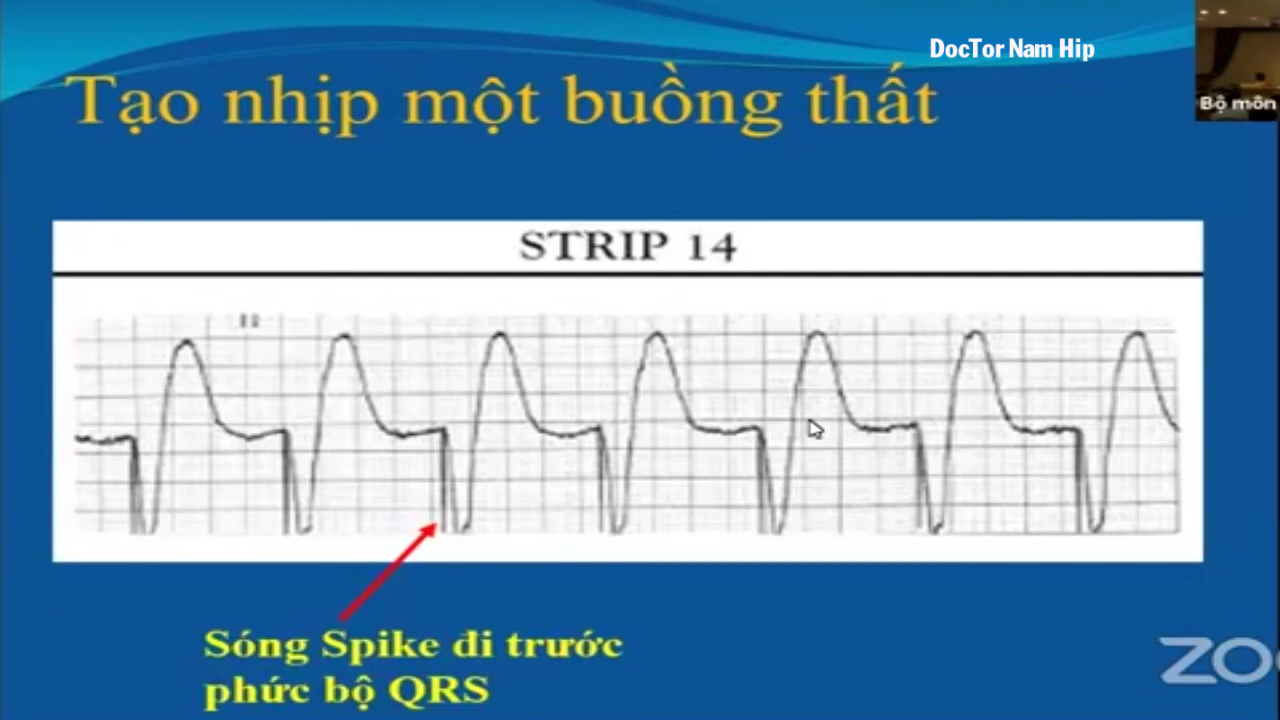 DocTor Nam Hip
Bộ môn
Tạo nhịp một buồng thất
STRIP 14
II
Sóng Spike đi trước
phức bộ QRS
ZO